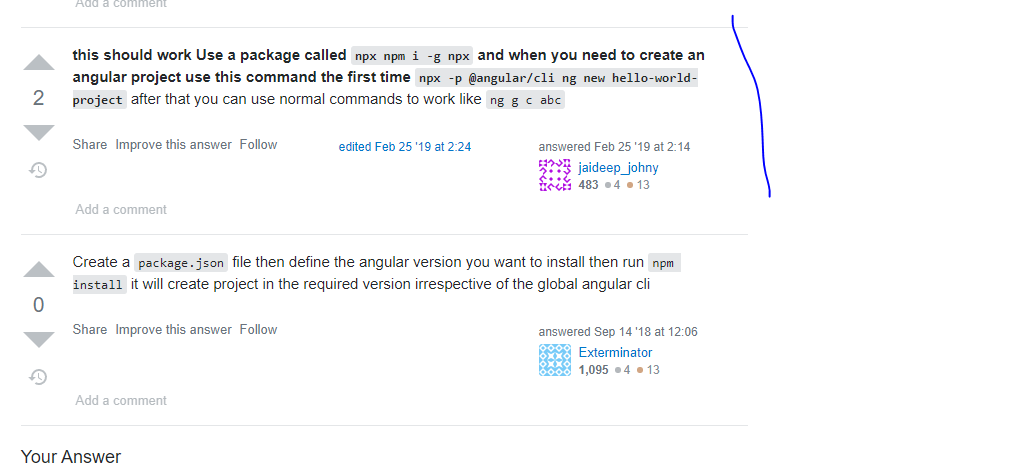 Add a comment
this should work Use a package called npx npm i -g npx and when you need to create an
angular project use this command the first time npx -p @angular/cli ng new hello-world-
project after that you can use normal commands to work like ng g c abc
2
Share Improve this answer Follow
edited Feb 25 '19 at 2:24
answered Feb 25 '19 at 2:14
jaideep_johny
483 4 13
Add a comment
Create a package.json file then define the angular version you want to install then run npm
install it will create project in the required version irrespective of the global angular cli
0
Share Improve this answer Follow
answered Sep 14 '18 at 12:06
Exterminator
1,095 4 13
Add a comment
Your Answer